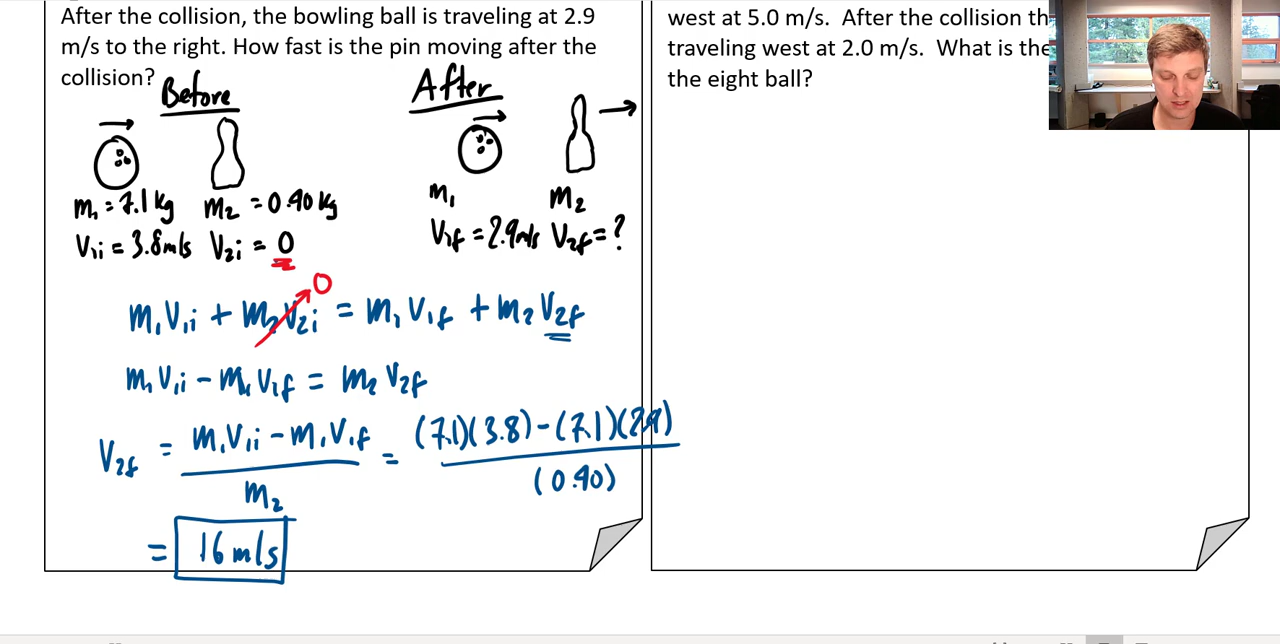 After the collision, the bowling ball is traveling at 2.9
m/s to the right. How fast is the pin moving after the
collision?
Before
After
m₁ = 7.1 kg m₂ = 0.40 kg
V₁i = 3.8 m/s V₂i = 0
m₁ m₂
V₁f = 2.9 m/s V₂f = ?
m₁V₁i + m₂V₂i = m₁V₁f + m₂V₂f
0
m₁V₁i - m₁V₁f = m₂V₂f
V₂f = m₁V₁i - m₁V₁f / m₂ = (7.1)(3.8) - (7.1)(2.9) / (0.40)
= 16 m/s
west at 5.0 m/s. After the collision th
traveling west at 2.0 m/s. What is the
the eight ball?